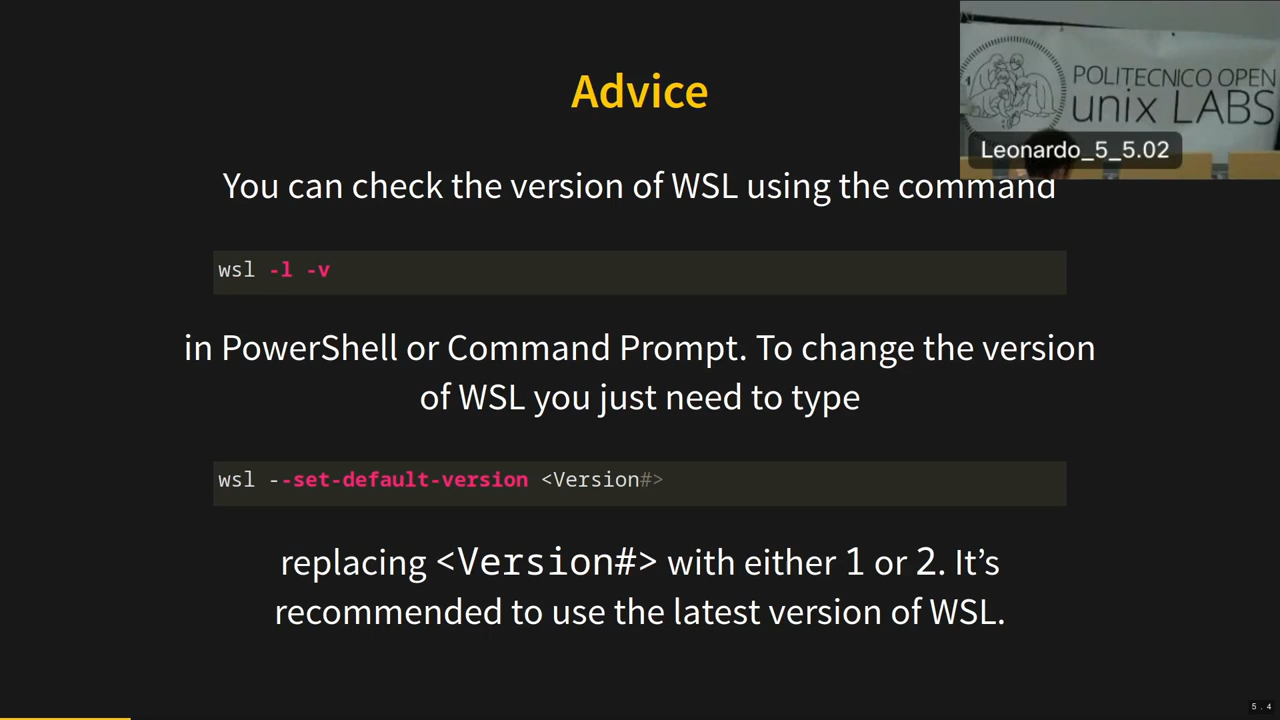 Advice
POLITECNICO OPEN
unix LABS
Leonardo_5_5.02
You can check the version of WSL using the command
wsl -l -v
in PowerShell or Command Prompt. To change the version
of WSL you just need to type
wsl --set-default-version <Version#>
replacing <Version#> with either 1 or 2. It’s
recommended to use the latest version of WSL.
5.4